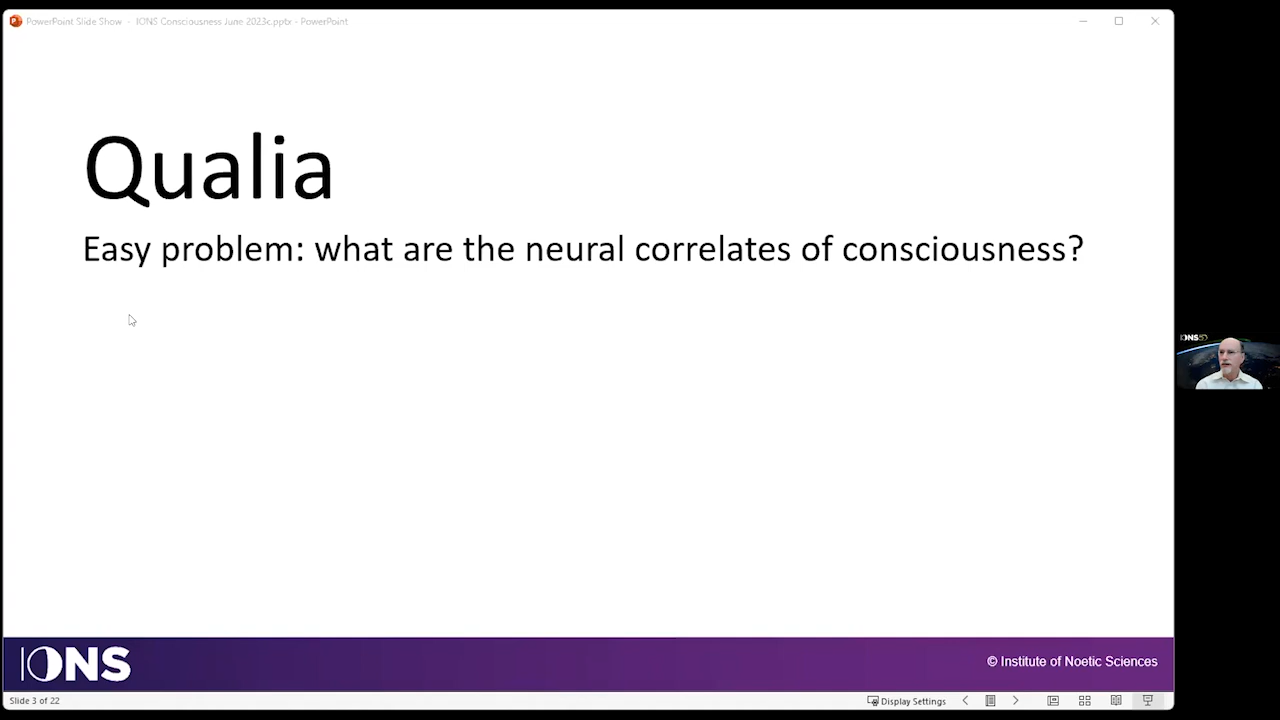 PowerPoint Slide Show - IONS Consciousness June 2023c.pptx - PowerPoint
Qualia
Easy problem: what are the neural correlates of consciousness?
IONS
IONS
© Institute of Noetic Sciences
Slide 3 of 22
Display Settings